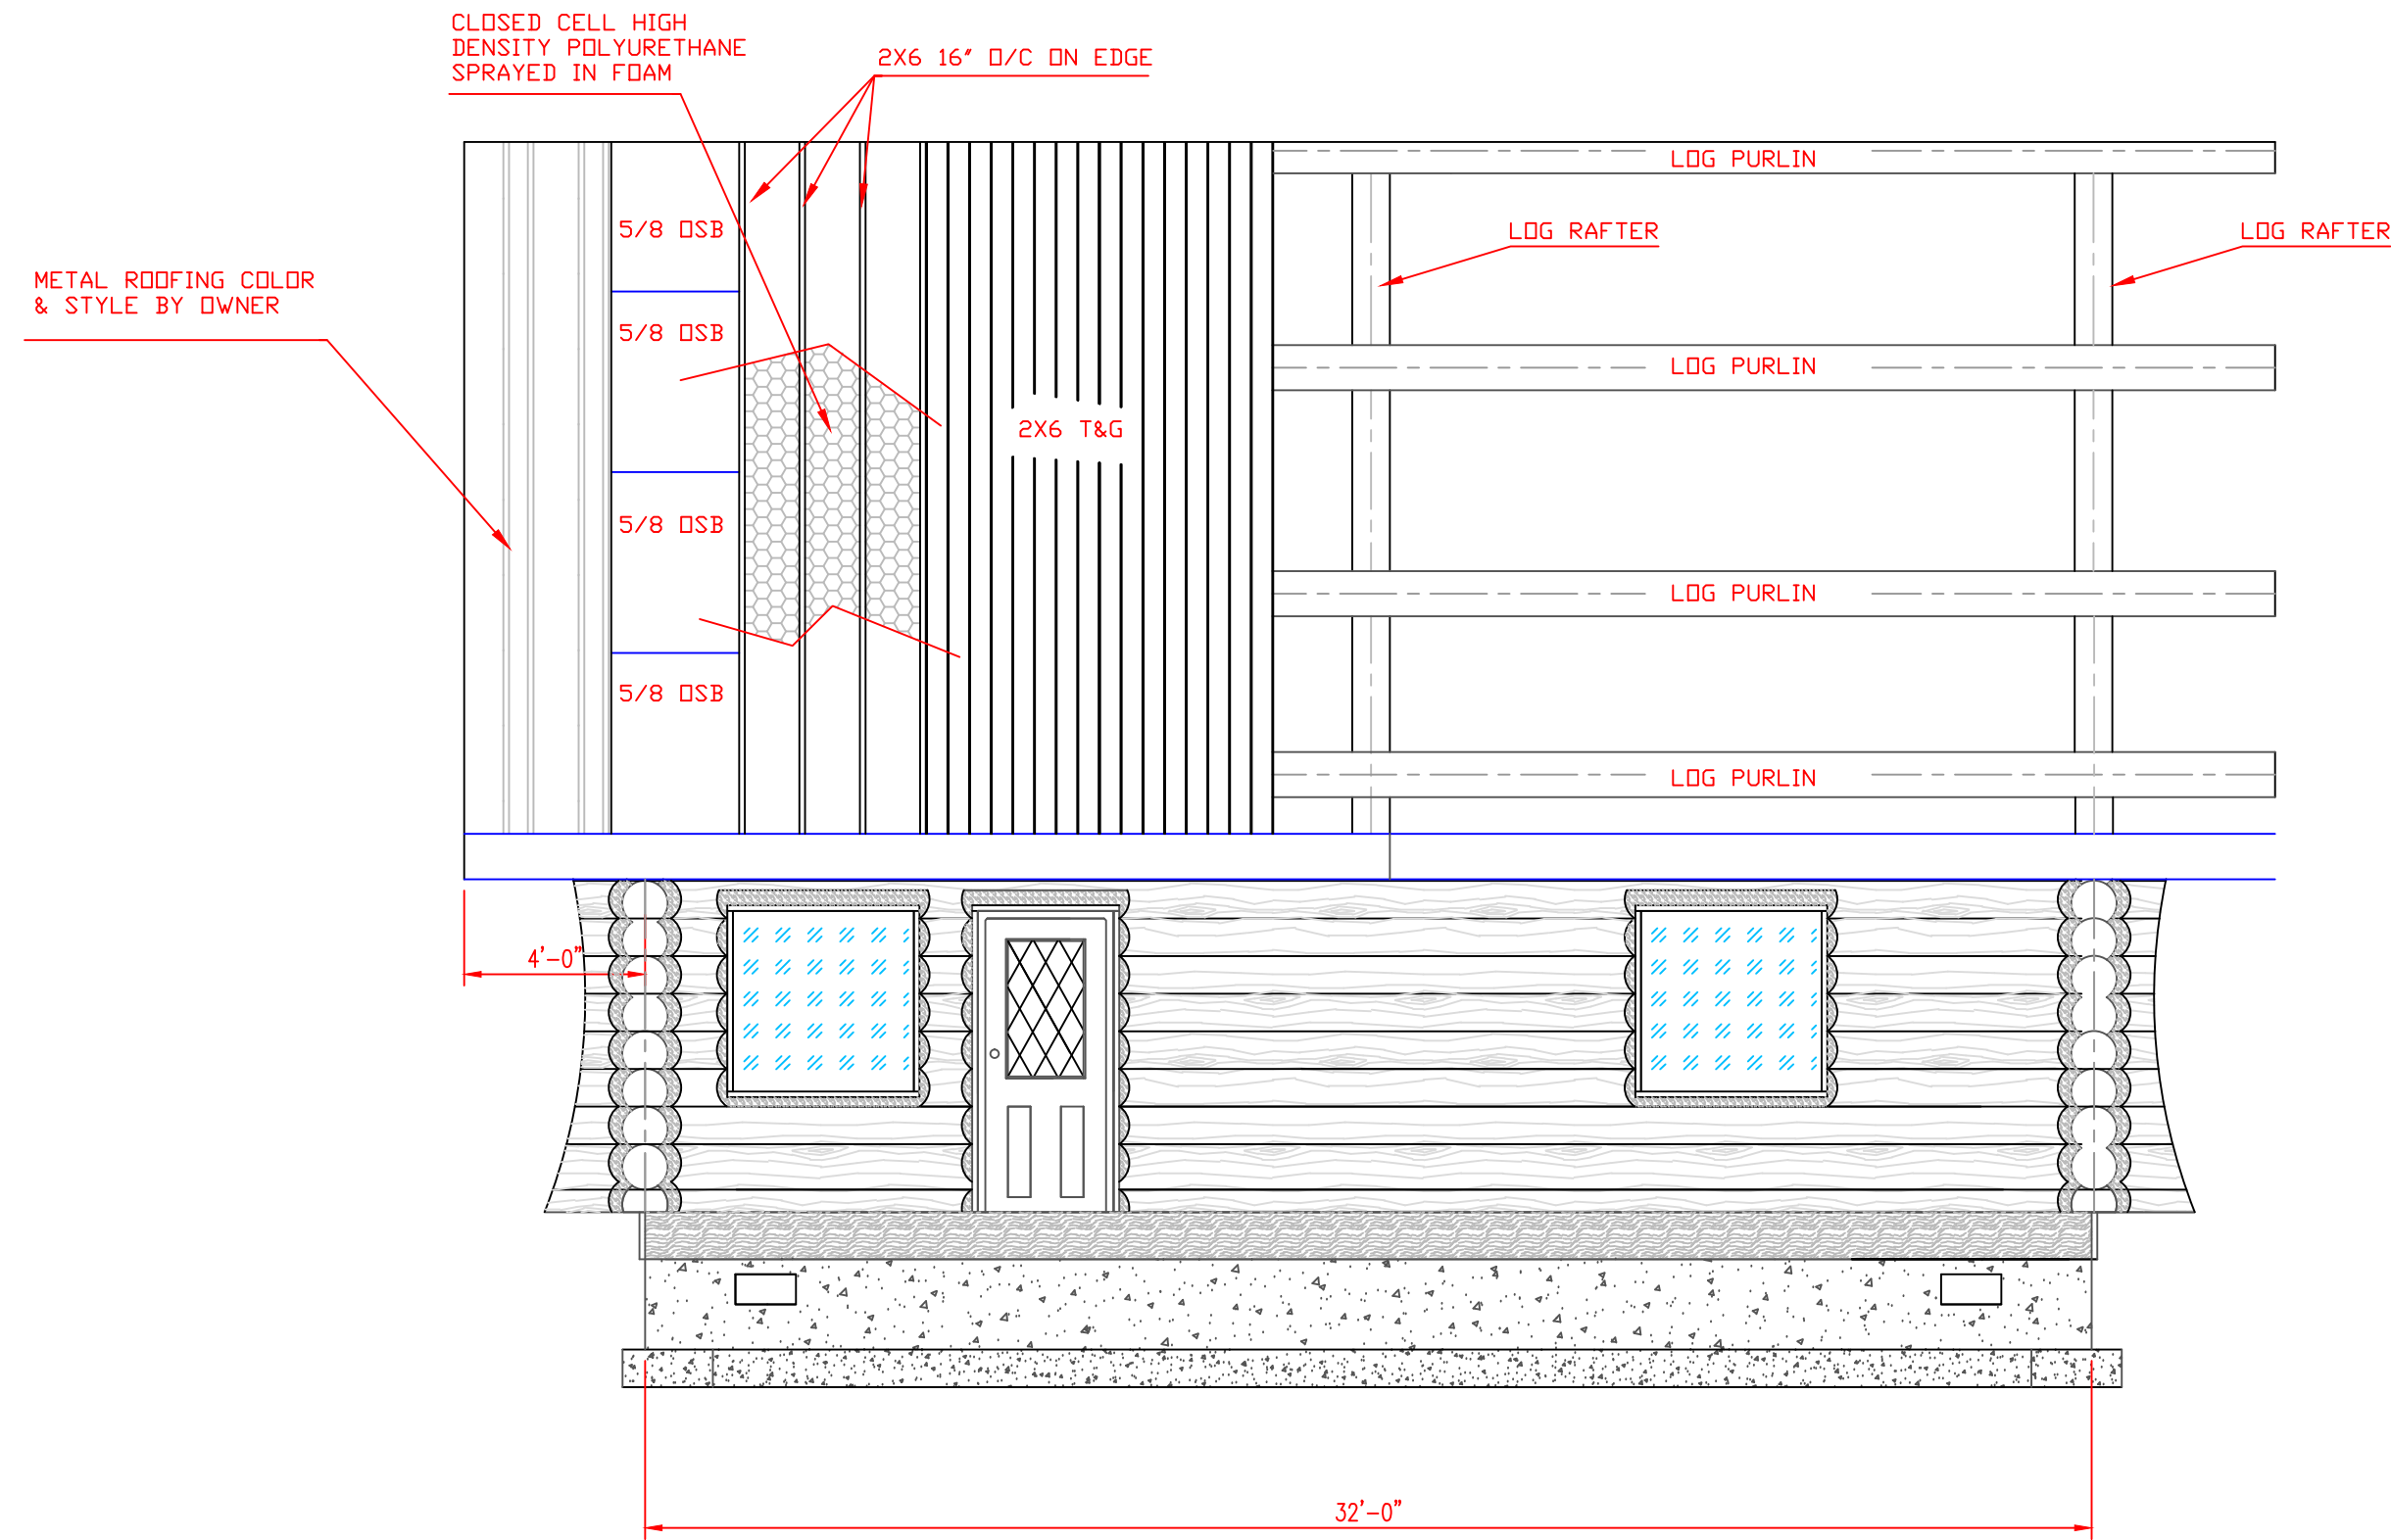 CLOSED CELL HIGH
DENSITY POLYURETHANE
SPRAYED IN FOAM
2X6 16" O/C ON EDGE
LOG PURLIN
5/8 OSB
LOG RAFTER
LOG RAFTER
METAL ROOFING COLOR
& STYLE BY OWNER
5/8 OSB
LOG PURLIN
2X6 T&G
5/8 OSB
LOG PURLIN
5/8 OSB
LOG PURLIN
4'-0"
32'-0"